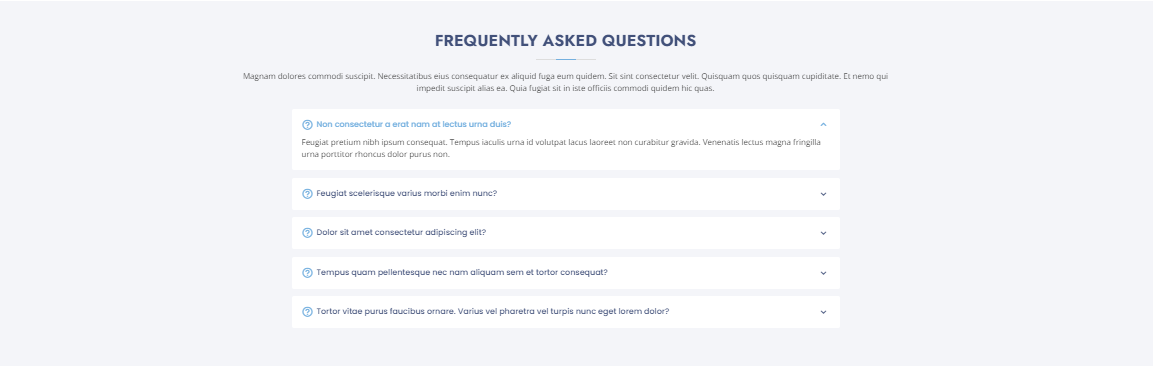 FREQUENTLY ASKED QUESTIONS
Magnam dolores commodi suscipit. Necessitatibus eius consequatur ex aliquid fuga eum quidem. Sit sint consectetur velit. Quisquam quos quisquam cupiditate. Et nemo qui
impedit suscipit alias ea. Quia fugiat sit in iste officiis commodi quidem hic quas.
Non consectetur a erat nam at lectus urna duis?
Feugiat pretium nibh ipsum consequat. Tempus iaculis urna id volutpat lacus laoreet non curabitur gravida. Venenatis lectus magna fringilla
urna porttitor rhoncus dolor purus non.
Feugiat scelerisque varius morbi enim nunc?
Dolor sit amet consectetur adipiscing elit?
Tempus quam pellentesque nec nam aliquam sem et tortor consequat?
Tortor vitae purus faucibus ornare. Varius vel pharetra vel turpis nunc eget lorem dolor?